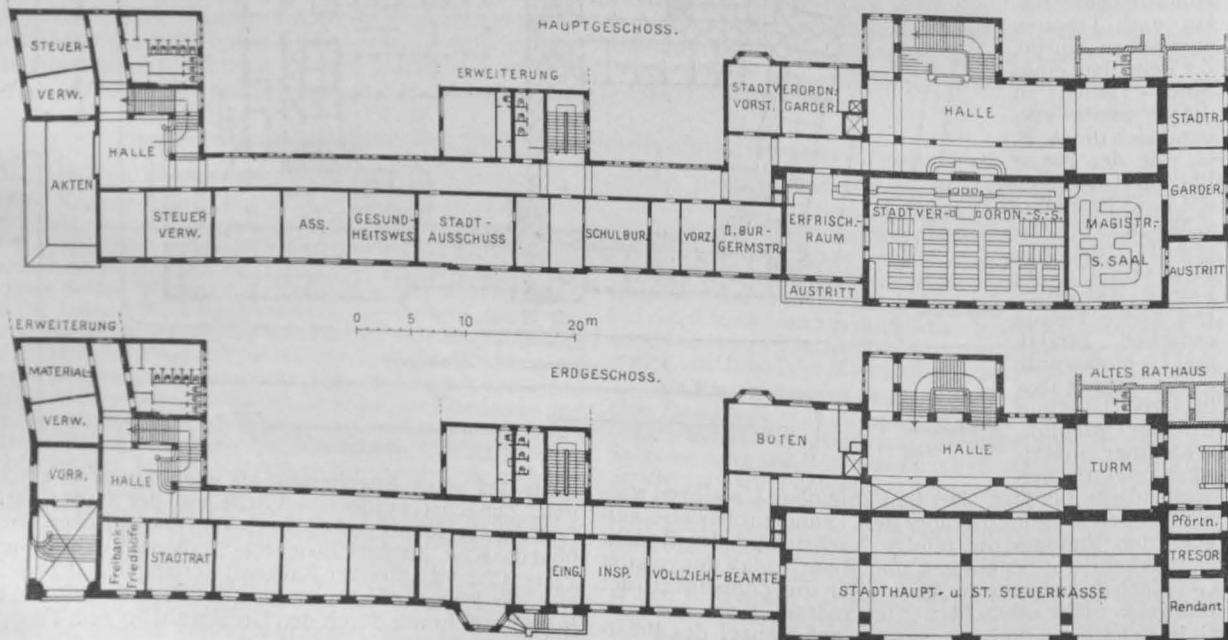 HAUPTGESCHOSS.
STEUER-
VERW.
ERWEITERUNG
STADTVERORDN:
VORST. GARDER.
HALLE
STADTR.
HALLE
AKTEN
STEUER
VERW.
ASS.
GESUND-
HEITSWES.
STADT-
AUSSCHUSS
SCHULBUR.
VORZ.
II. BÜR-
GERMSTR.
ERFRISCH.
RAUM
STADTVER- ORDN.-S.-S.
MAGISTR.-
S. SAAL
GARDER.
AUSTRITT
AUSTRITT
ERWEITERUNG
0 5 10 20m
ERDGESCHOSS.
ALTES RATHAUS
MATERIAL-
VERW.
VORR.
HALLE
BOTEN
HALLE
TURM
Freibank-
Friedhöfe
STADTRAT
EING.
INSP.
VOLLZIEH.-BEAMTE
STADTHAUPT- u. ST. STEUERKASSE
Pförtn.
TRESOR
Rendant